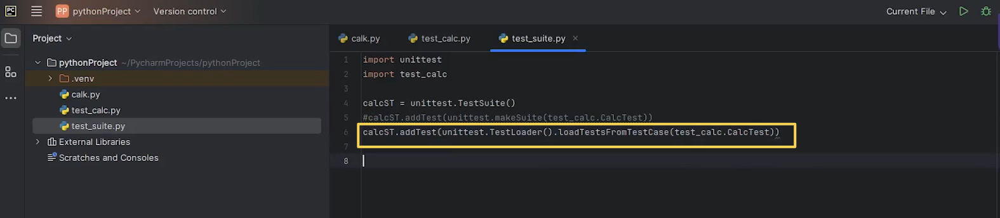 PC
PP pythonProject Version control Current File
Project
pythonProject ~/PycharmProjects/pythonProject
.venv
calk.py
test_calc.py
test_suite.py
External Libraries
Scratches and Consoles
calk.py test_calc.py test_suite.py ×
1 import unittest
2 import test_calc
3
4 calcST = unittest.TestSuite()
5 #calcST.addTest(unittest.makeSuite(test_calc.CalcTest))
6 calcST.addTest(unittest.TestLoader().loadTestsFromTestCase(test_calc.CalcTest))
7
8